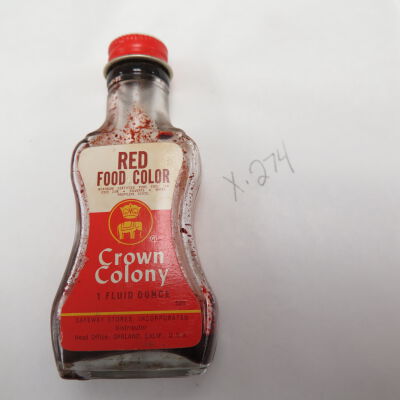 RED
FOOD COLOR
Crown
Colony
1 FLUID OUNCE
SAFEWAY STORES, INCORPORATED
Distributor
Head Office, OAKLAND, CALIF., U.S.A.
X.274